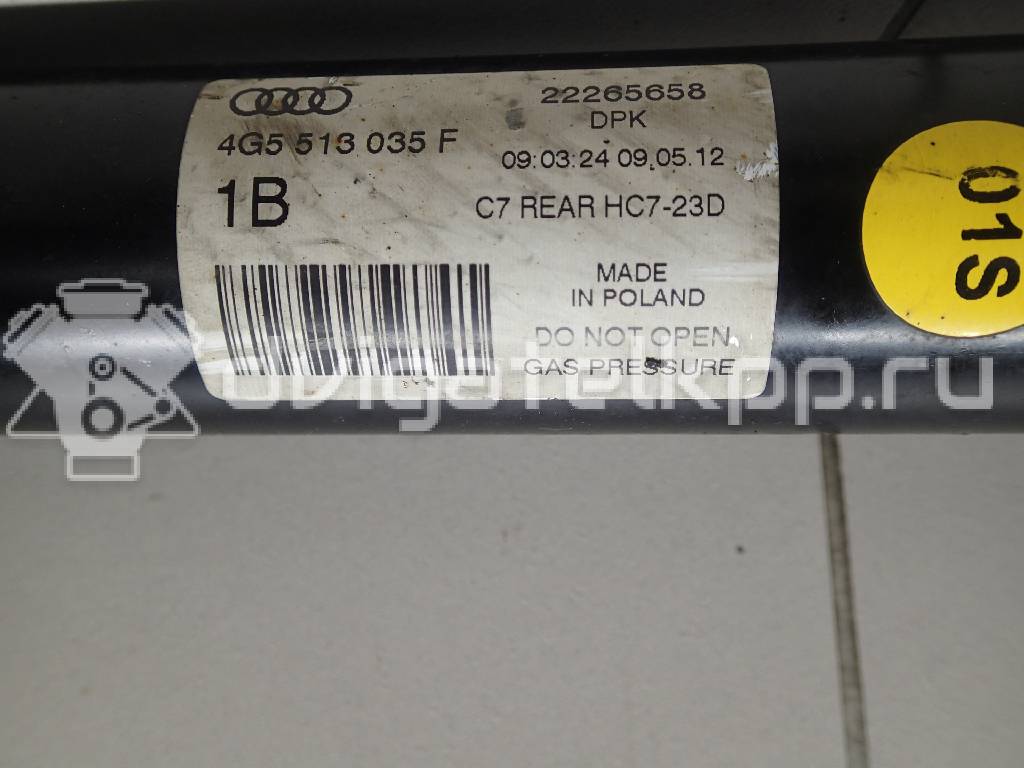 22265658
DPK
4G5 513 035 F
09:03:24 09.05.12
1B
C7 REAR HC7-23D
MADE
IN POLAND
DO NOT OPEN
GAS PRESSURE
01S
dvigatelkpp.ru